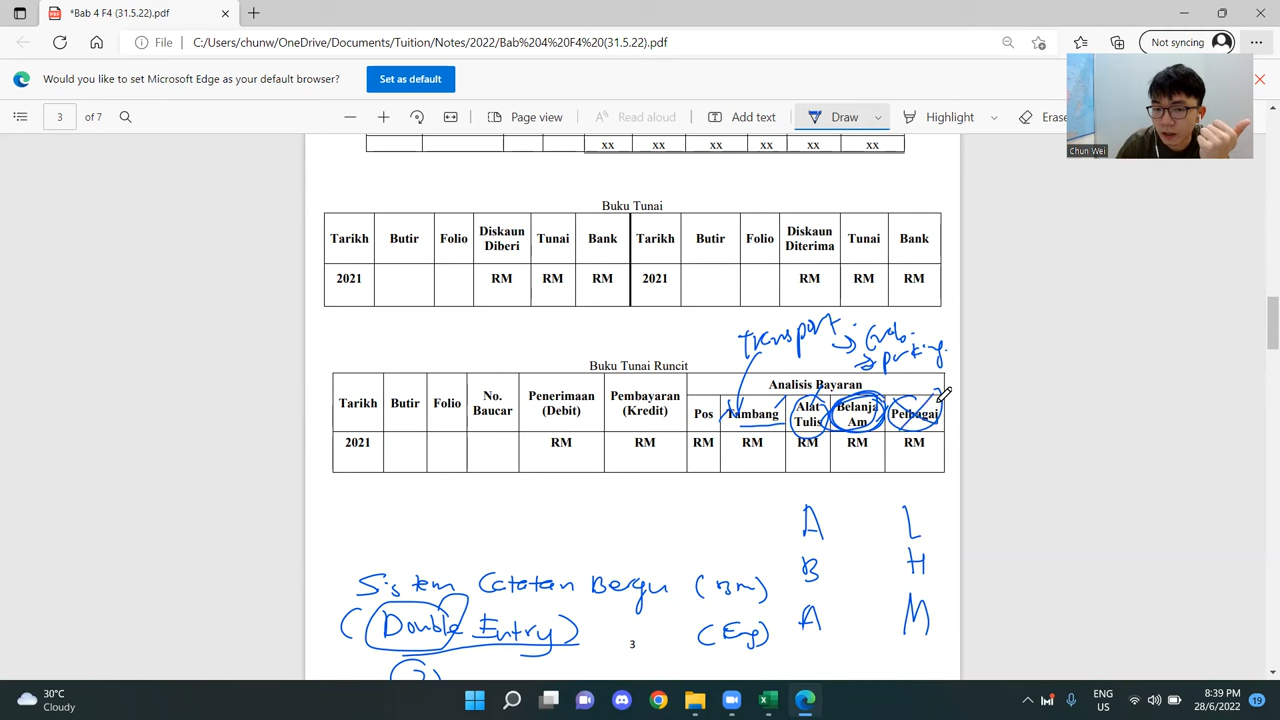 *Bab 4 F4 (31.5.22).pdf
File C:/Users/chunw/OneDrive/Documents/Tuition/Notes/2022/Bab%204%20F4%20(31.5.22).pdf
Not syncing
Would you like to set Microsoft Edge as your default browser?
Set as default
3 of 7
Page view
Read aloud
Add text
Draw
Highlight
Erase
Chun Wei
xx xx xx xx xx xx
Buku Tunai
Tarikh Butir Folio Diskaun Diberi Tunai Bank Tarikh Butir Folio Diskaun Diterima Tunai Bank
2021 RM RM RM 2021 RM RM RM
transport
parking
Buku Tunai Runcit
Tarikh Butir Folio No. Baucar Penerimaan (Debit) Pembayaran (Kredit) Analisis Bayaran
Pos Tambang Alat Tulis Belanja Am Pelbagai
2021 RM RM RM RM RM RM RM
A L
B H
A M
Sistem Catatan Bergu (BM)
(Double Entry) (Eng)
3
30°C
Cloudy
ENG
US
8:39 PM
28/6/2022
19